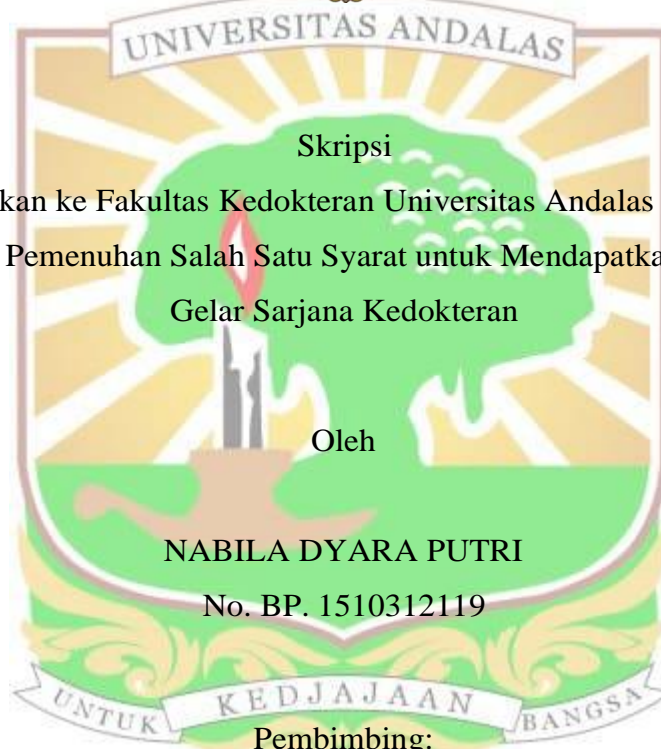 UNIVERSITAS ANDALAS
Skripsi
kan ke Fakultas Kedokteran Universitas Andalas
Pemenuhan Salah Satu Syarat untuk Mendapatka
Gelar Sarjana Kedokteran
Oleh
NABILA DYARA PUTRI
No. BP. 1510312119
UNTUK KEDJAJAAN BANGSA
Pembimbing: